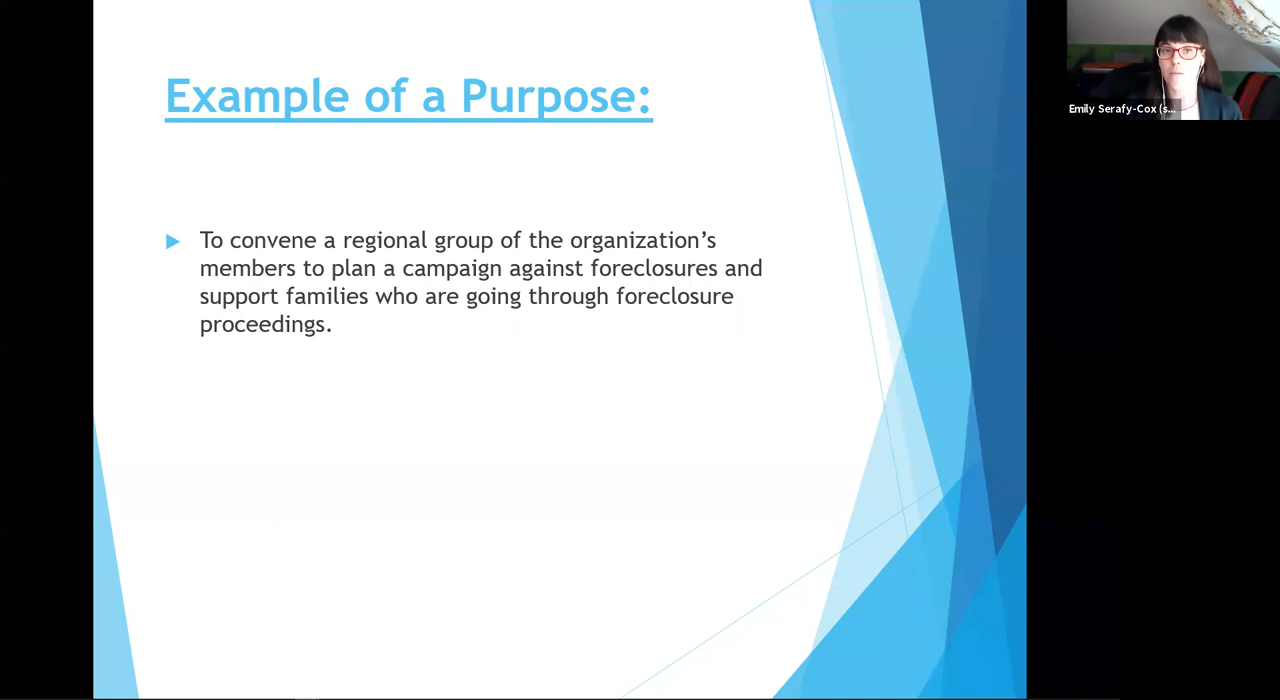 Example of a Purpose:
To convene a regional group of the organization’s
members to plan a campaign against foreclosures and
support families who are going through foreclosure
proceedings.
Emily Serafy-Cox (s...